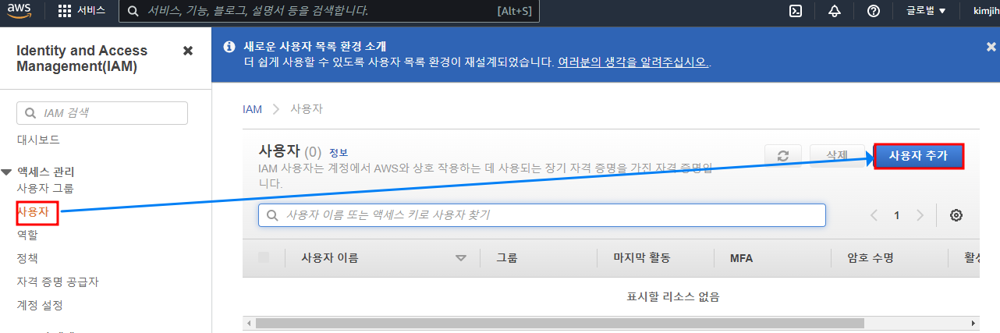 aws 서비스 서비스, 기능, 블로그, 설명서 등을 검색합니다. [Alt+S] 글로벌 kimjih
Identity and Access
Management(IAM)
IAM 검색
대시보드
액세스 관리
사용자 그룹
사용자
역할
정책
자격 증명 공급자
계정 설정
새로운 사용자 목록 환경 소개
더 쉽게 사용할 수 있도록 사용자 목록 환경이 재설계되었습니다. 여러분의 생각을 알려주십시오..
IAM 사용자
사용자 (0) 정보
삭제 사용자 추가
IAM 사용자는 계정에서 AWS와 상호 작용하는 데 사용되는 장기 자격 증명을 가진 자격 증명입
니다.
사용자 이름 또는 액세스 키로 사용자 찾기
1
사용자 이름 그룹 마지막 활동 MFA 암호 수명
표시할 리소스 없음